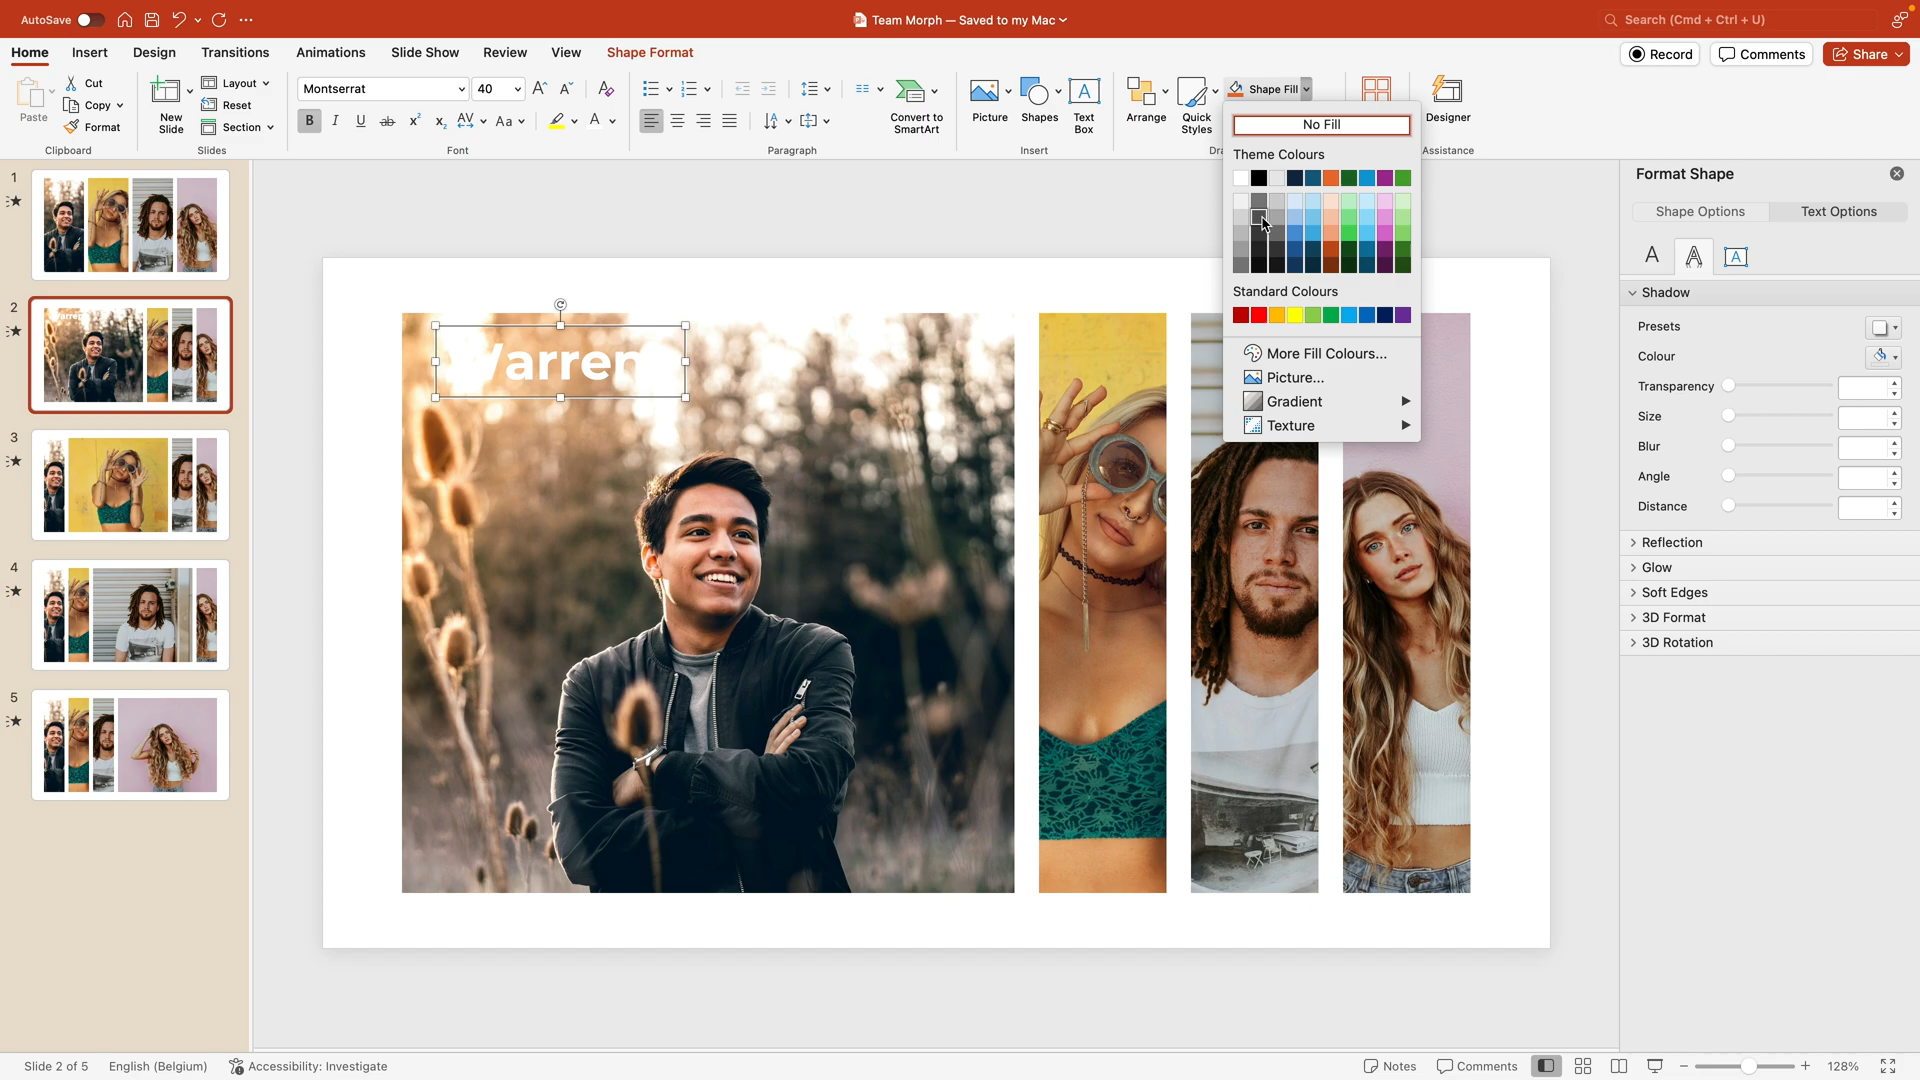 AutoSave
Team Morph — Saved to my Mac
Search (Cmd + Ctrl + U)
Home
Insert
Design
Transitions
Animations
Slide Show
Review
View
Shape Format
Record
Comments
Share
Paste
Cut
Copy
Format
Clipboard
New
Slide
Layout
Reset
Section
Slides
Montserrat
40
Font
Paragraph
Convert to
SmartArt
Picture
Shapes
Text
Box
Insert
Arrange
Quick
Styles
Shape Fill
Designer
Assistance
No Fill
Theme Colours
Standard Colours
More Fill Colours...
Picture...
Gradient
Texture
1
2
3
4
5
Warren
Format Shape
Shape Options
Text Options
Shadow
Presets
Colour
Transparency
Size
Blur
Angle
Distance
Reflection
Glow
Soft Edges
3D Format
3D Rotation
Slide 2 of 5
English (Belgium)
Accessibility: Investigate
Notes
Comments
128%